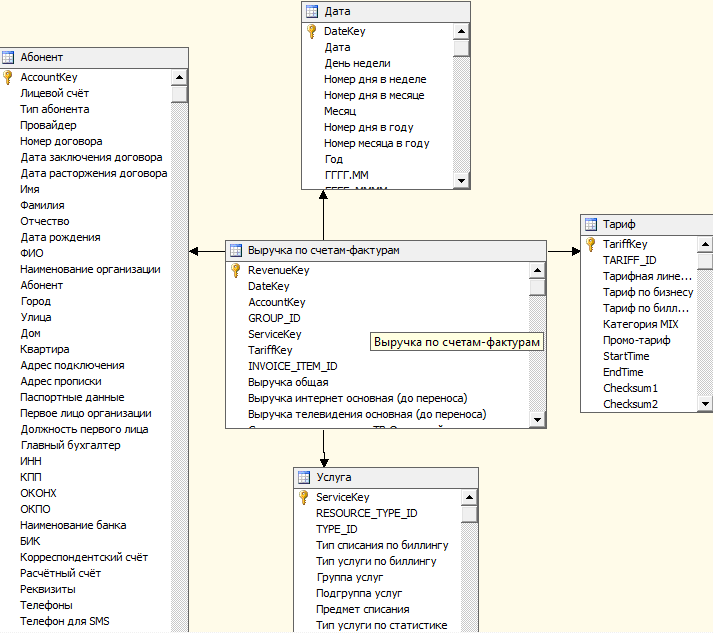 Дата
DateKey
Дата
День недели
Номер дня в неделе
Номер дня в месяце
Месяц
Номер дня в году
Номер месяца в году
Год
ГГГГ.ММ
Абонент
AccountKey
Лицевой счёт
Тип абонента
Провайдер
Номер договора
Дата заключения договора
Дата расторжения договора
Имя
Фамилия
Отчество
Дата рождения
ФИО
Наименование организации
Абонент
Город
Улица
Дом
Квартира
Адрес подключения
Адрес прописки
Паспортные данные
Первое лицо организации
Должность первого лица
Главный бухгалтер
ИНН
КПП
ОКОНХ
ОКПО
Наименование банка
БИК
Корреспондентский счёт
Расчётный счёт
Реквизиты
Телефоны
Телефон для SMS
Выручка по счетам-фактурам
RevenueKey
DateKey
AccountKey
GROUP_ID
ServiceKey
TariffKey
INVOICE_ITEM_ID
Выручка общая
Выручка интернет основная (до переноса)
Выручка телевидения основная (до переноса)
Выручка по счетам-фактурам
Тариф
TariffKey
TARIFF_ID
Тарифная лине...
Тариф по бизнесу
Тариф по билл...
Категория MIX
Промо-тариф
StartTime
EndTime
Checksum1
Checksum2
Услуга
ServiceKey
RESOURCE_TYPE_ID
TYPE_ID
Тип списания по биллингу
Тип услуги по биллингу
Группа услуг
Подгруппа услуг
Предмет списания
Тип услуги по статистике